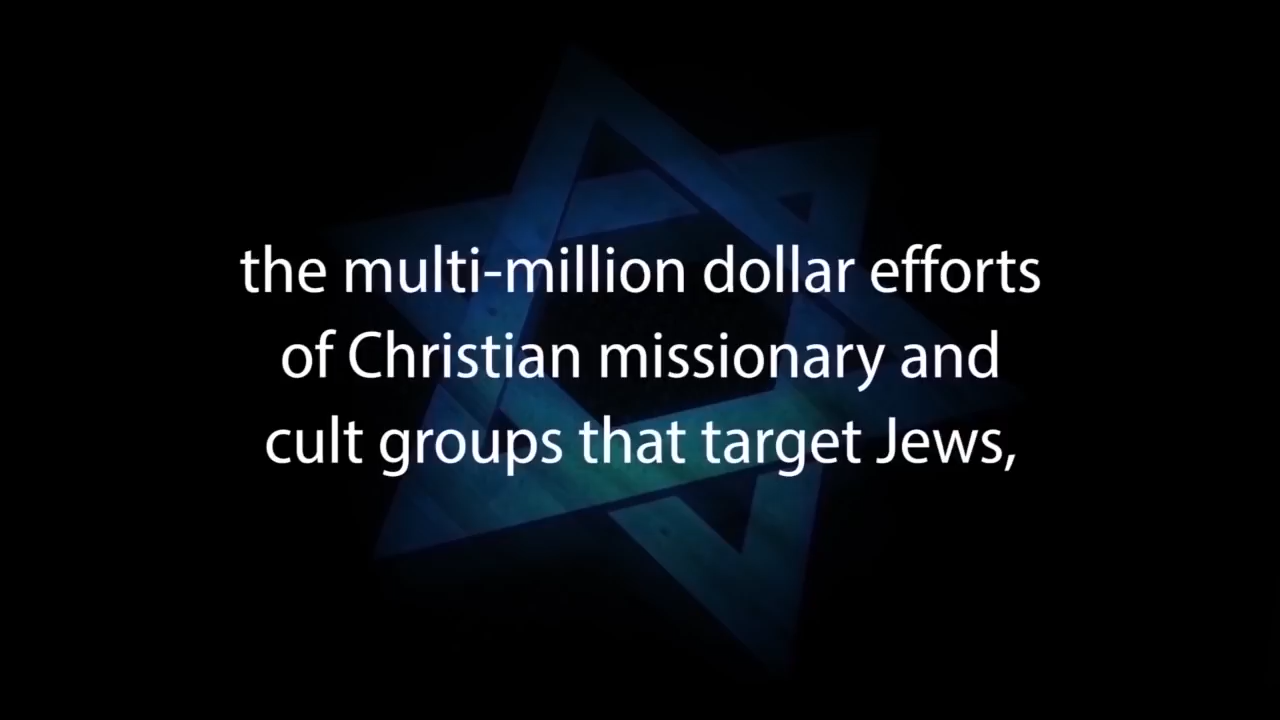 the multi-million dollar efforts
of Christian missionary and
cult groups that target Jews,